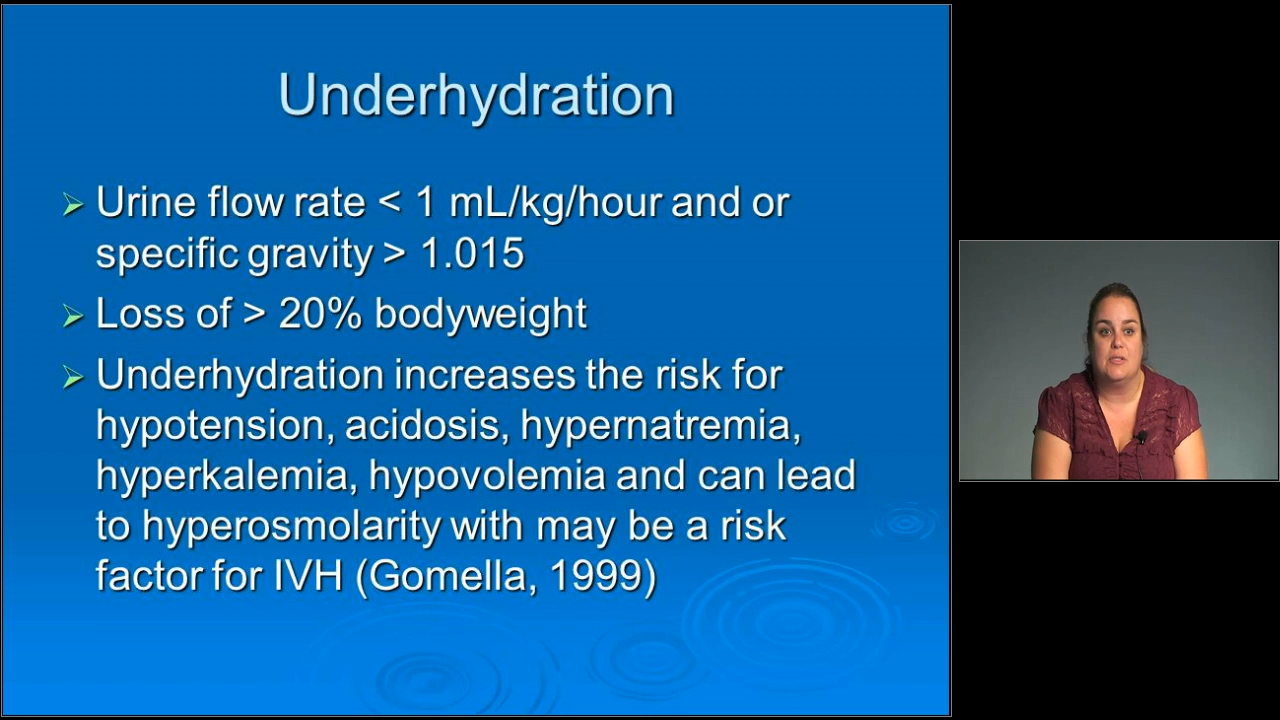 Underhydration
Urine flow rate < 1 mL/kg/hour and or
specific gravity > 1.015
Loss of > 20% bodyweight
Underhydration increases the risk for
hypotension, acidosis, hypernatremia,
hyperkalemia, hypovolemia and can lead
to hyperosmolarity with may be a risk
factor for IVH (Gomella, 1999)